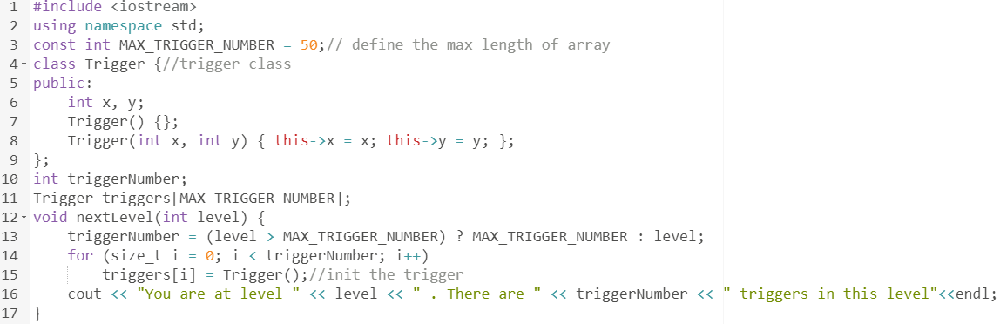 1 #include <iostream>
2 using namespace std;
3 const int MAX_TRIGGER_NUMBER = 50;// define the max length of array
4 class Trigger {//trigger class
5 public:
6     int x, y;
7     Trigger() {};
8     Trigger(int x, int y) { this->x = x; this->y = y; };
9 };
10 int triggerNumber;
11 Trigger triggers[MAX_TRIGGER_NUMBER];
12 void nextLevel(int level) {
13     triggerNumber = (level > MAX_TRIGGER_NUMBER) ? MAX_TRIGGER_NUMBER : level;
14     for (size_t i = 0; i < triggerNumber; i++)
15         triggers[i] = Trigger();//init the trigger
16     cout << "You are at level " << level << " . There are " << triggerNumber << " triggers in this level"<<endl;
17 }